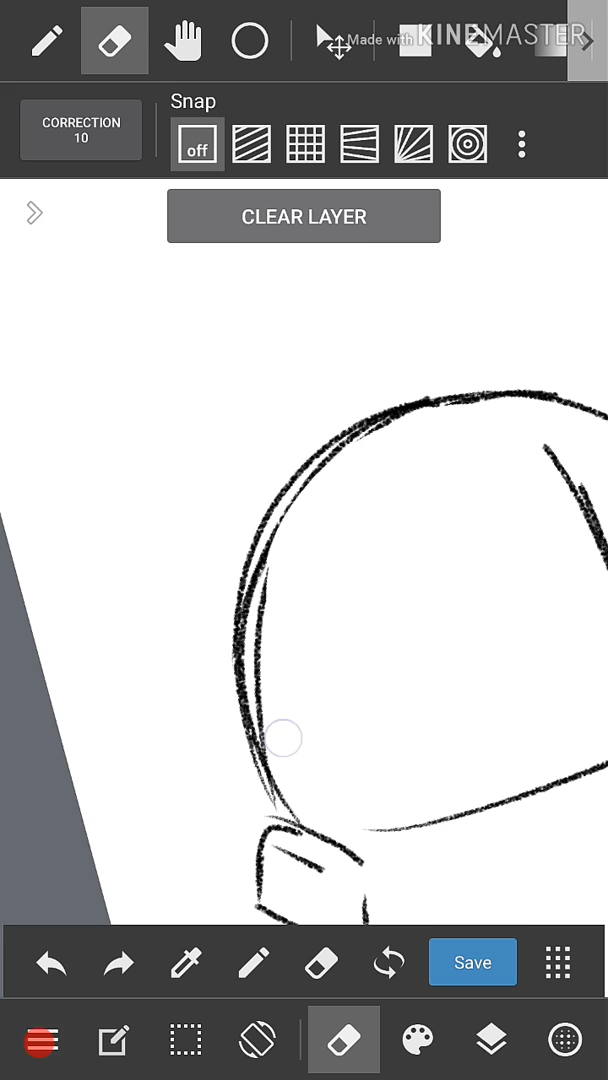 Made with KINEMASTER
CORRECTION
10
Snap
off
CLEAR LAYER
Save